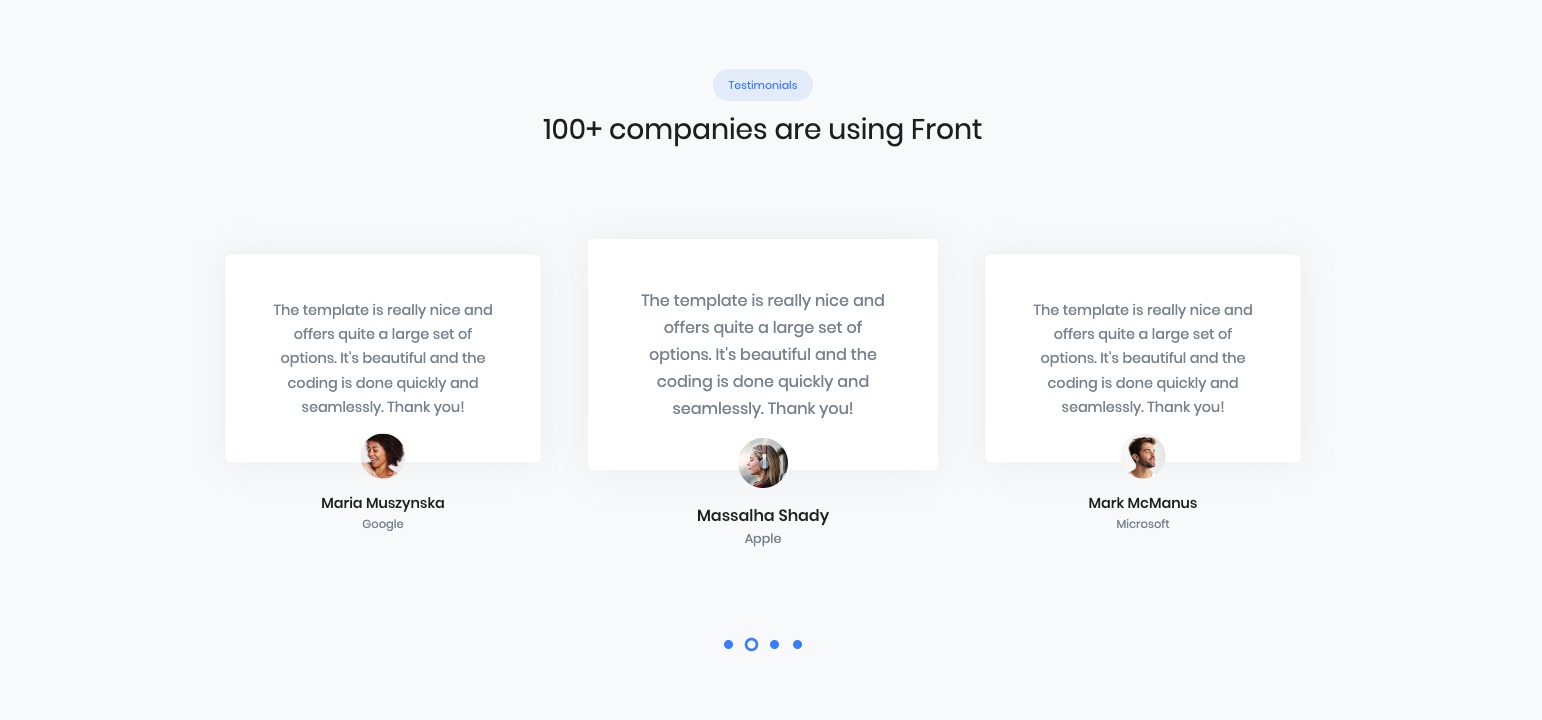 Testimonials
100+ companies are using Front
The template is really nice and
offers quite a large set of
options. It's beautiful and the
coding is done quickly and
seamlessly. Thank you!
Maria Muszynska
Google
The template is really nice and
offers quite a large set of
options. It's beautiful and the
coding is done quickly and
seamlessly. Thank you!
Massalha Shady
Apple
The template is really nice and
offers quite a large set of
options. It's beautiful and the
coding is done quickly and
seamlessly. Thank you!
Mark McManus
Microsoft